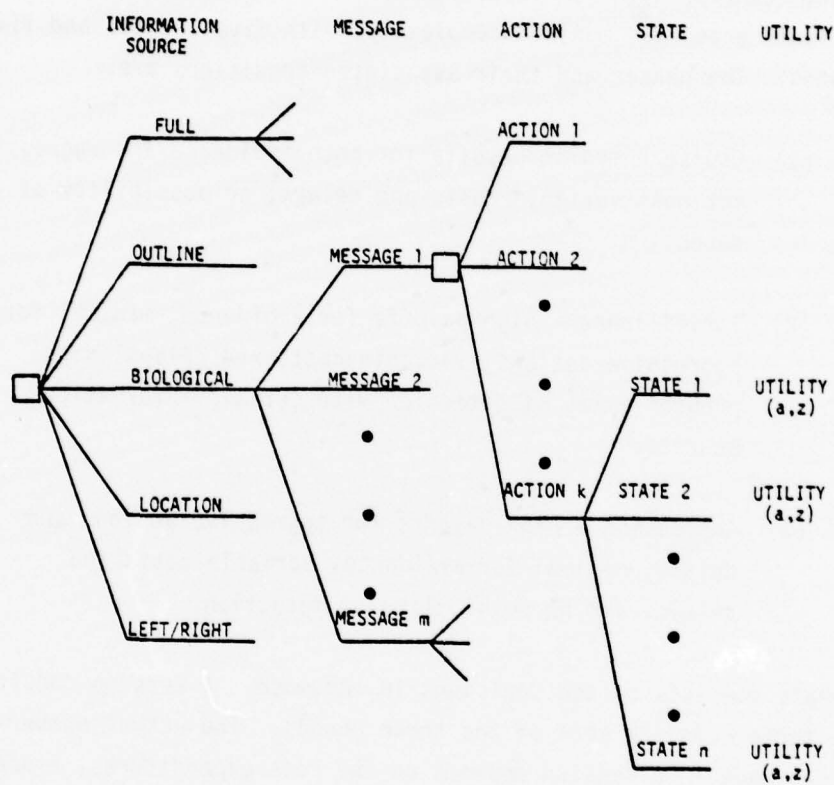 INFORMATION SOURCE MESSAGE ACTION STATE UTILITY
FULL
ACTION 1
OUTLINE
MESSAGE 1
ACTION 2
BIOLOGICAL
MESSAGE 2
STATE 1
UTILITY
(a,z)
LOCATION
ACTION k
STATE 2
UTILITY
(a,z)
LEFT/RIGHT
MESSAGE m
STATE n
UTILITY
(a,z)